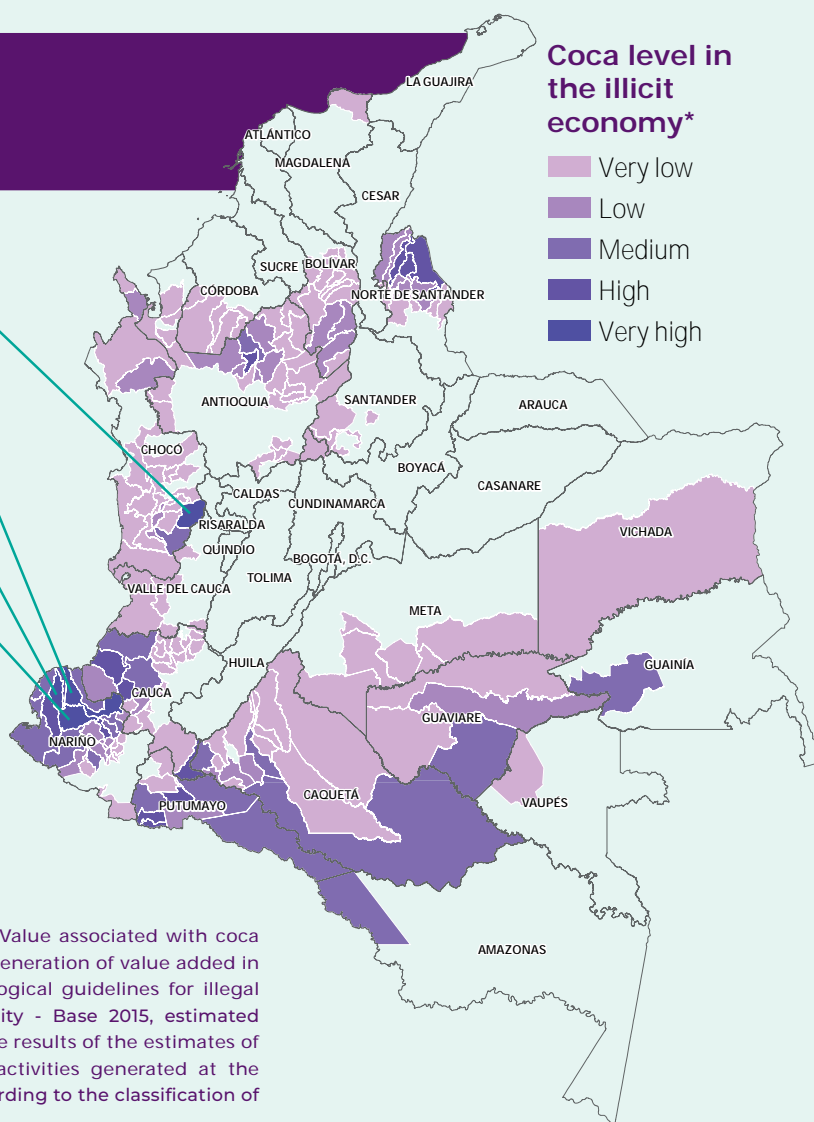 Coca level in
the illicit
economy*
Very low
Low
Medium
High
Very high
LA GUAJIRA
ATLÁNTICO
MAGDALENA
CESAR
SUCRE
BOLÍVAR
CÓRDOBA
NORTE DE SANTANDER
ANTIOQUIA
SANTANDER
ARAUCA
CHOCÓ
BOYACÁ
CASANARE
CALDAS
CUNDINAMARCA
RISARALDA
VICHADA
QUINDIO
BOGOTÁ, D.C.
TOLIMA
VALLE DEL CAUCA
META
HUILA
GUAINÍA
CAUCA
GUAVIARE
NARIÑO
CAQUETÁ
VAUPÉS
PUTUMAYO
AMAZONAS
Value associated with coca
eneration of value added in
ogical guidelines for illegal
ity - Base 2015, estimated
e results of the estimates of
activities generated at the
rding to the classification of